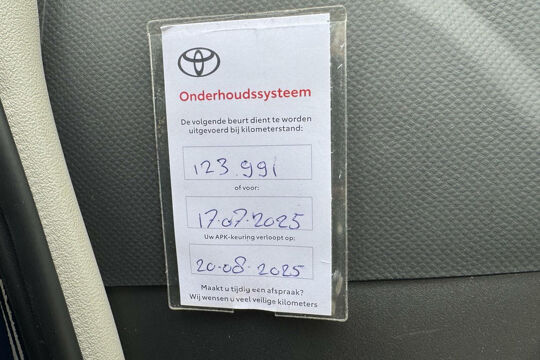 Onderhoudssysteem
De volgende beurt dient te worden
uitgevoerd bij kilometerstand:
123.991
of voor:
17.07.2025
Uw APK-keuring verloopt op:
20-08-2025
Maakt u tijdig een afspraak?
Wij wensen u veel veilige kilometers